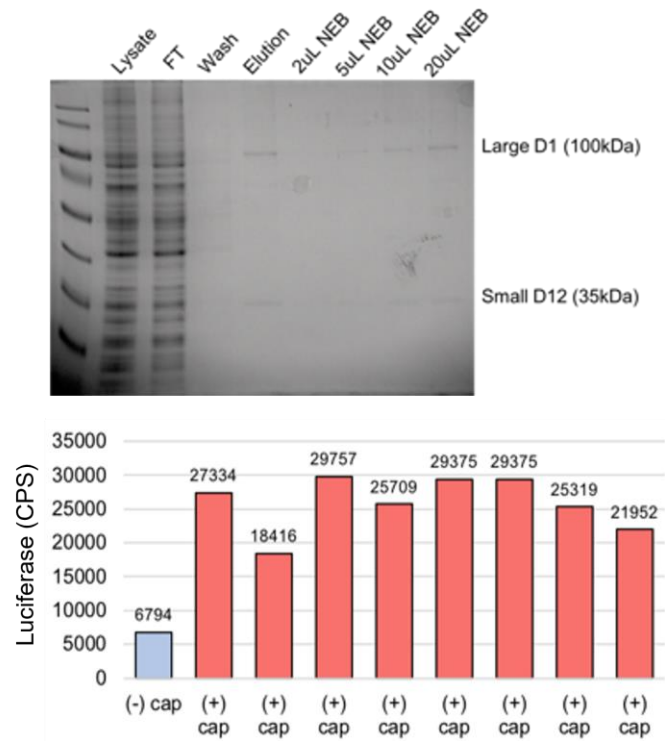 Lysate
FT
Wash
Elution
2uL NEB
5uL NEB
10uL NEB
20uL NEB
Large D1 (100kDa)
Small D12 (35kDa)
Luciferase (CPS)
35000
30000
25000
20000
15000
10000
5000
0
6794
27334
18416
29757
25709
29375
29375
25319
21952
(-) cap
(+) cap
(+) cap
(+) cap
(+) cap
(+) cap
(+) cap
(+) cap
(+) cap